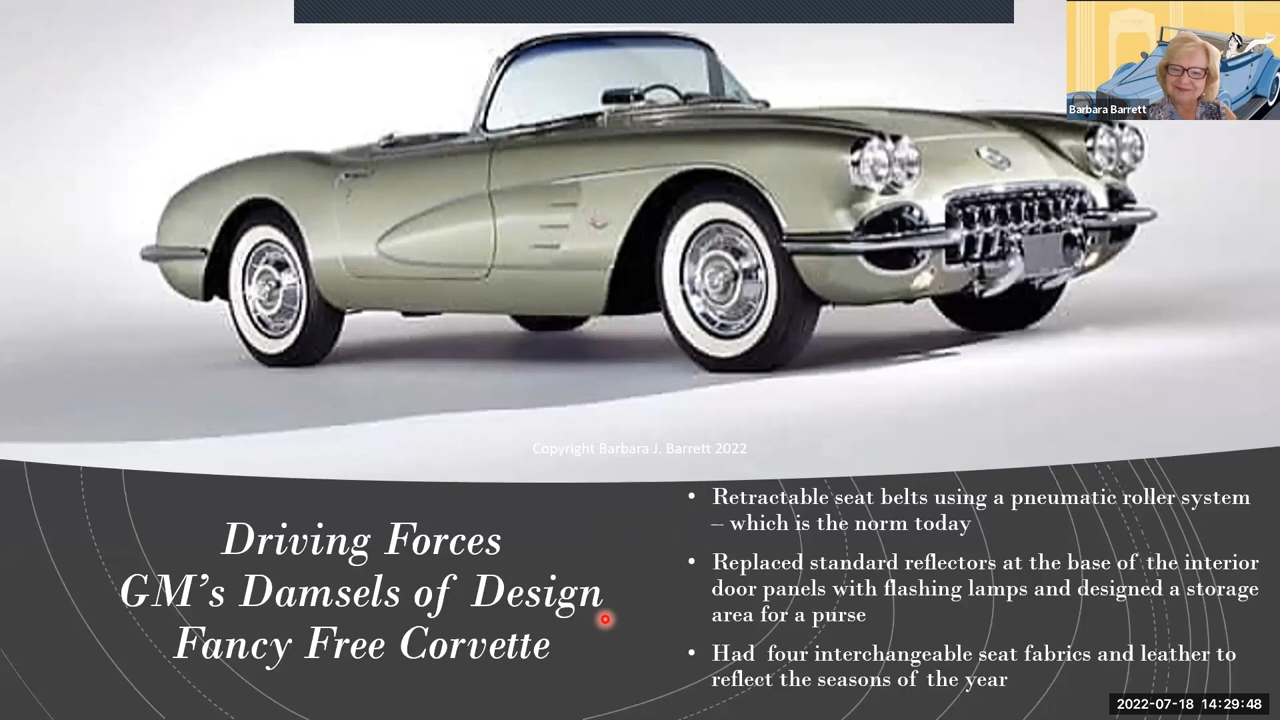 Barbara Barrett
Copyright Barbara J. Barrett 2022
Driving Forces
GM's Damsels of Design
Fancy Free Corvette
• Retractable seat belts using a pneumatic roller system
– which is the norm today
• Replaced standard reflectors at the base of the interior
door panels with flashing lamps and designed a storage
area for a purse
• Had four interchangeable seat fabrics and leather to
reflect the seasons of the year
2022-07-18 14:29:48